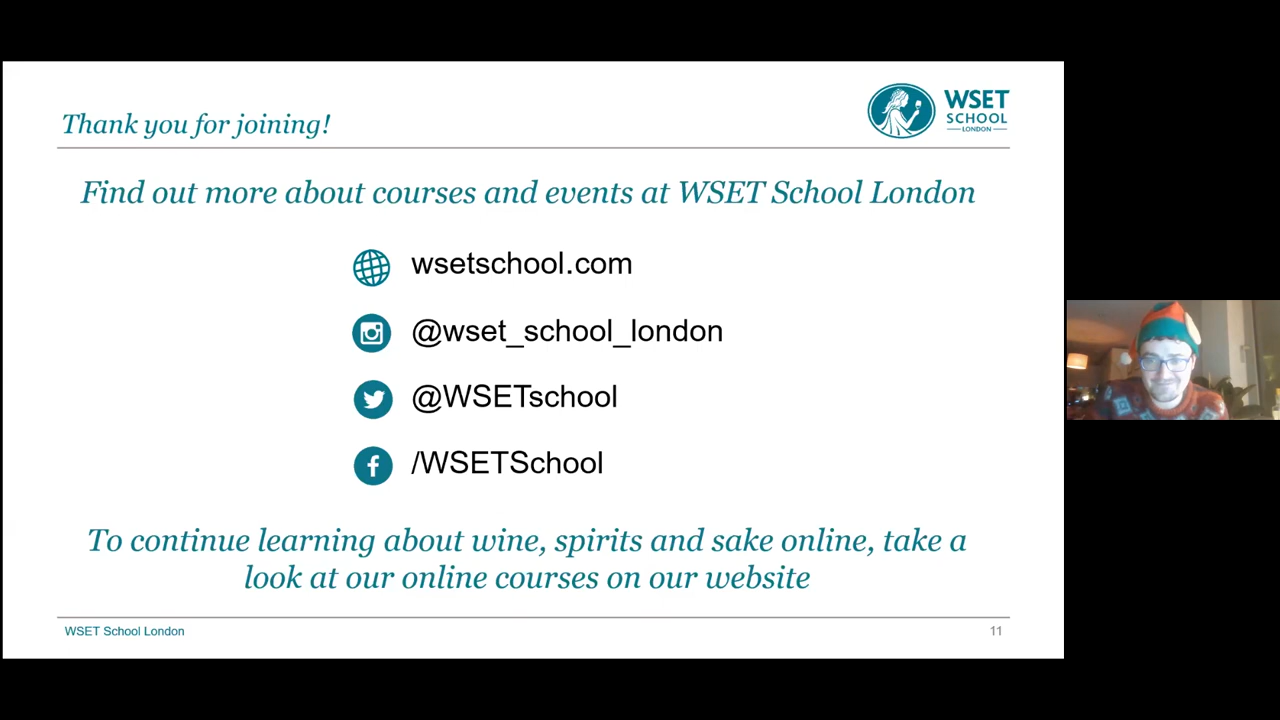 Thank you for joining!
WSET
SCHOOL
LONDON
Find out more about courses and events at WSET School London
wsetschool.com
@wset_school_london
@WSETschool
/WSETSchool
To continue learning about wine, spirits and sake online, take a
look at our online courses on our website
WSET School London
11